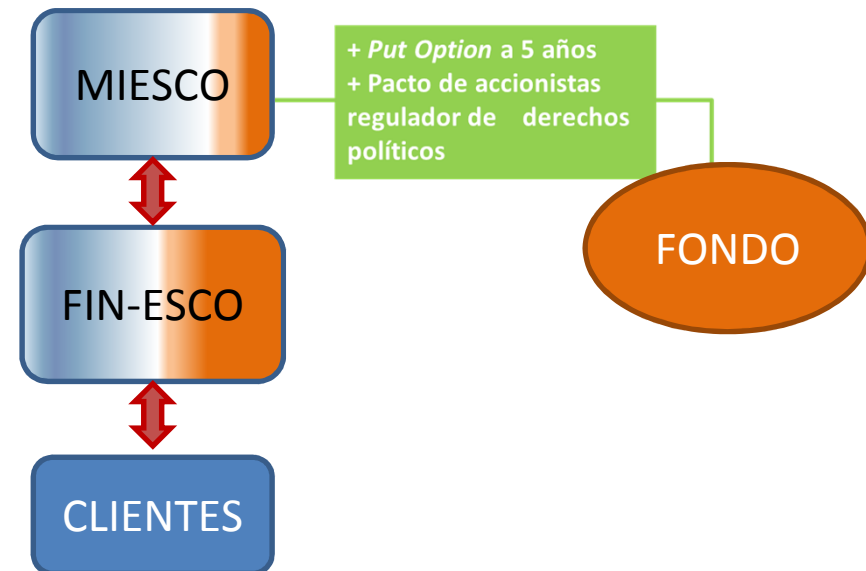 MIESCO
+ Put Option a 5 años
+ Pacto de accionistas
regulador de derechos
políticos
FONDO
FIN-ESCO
CLIENTES